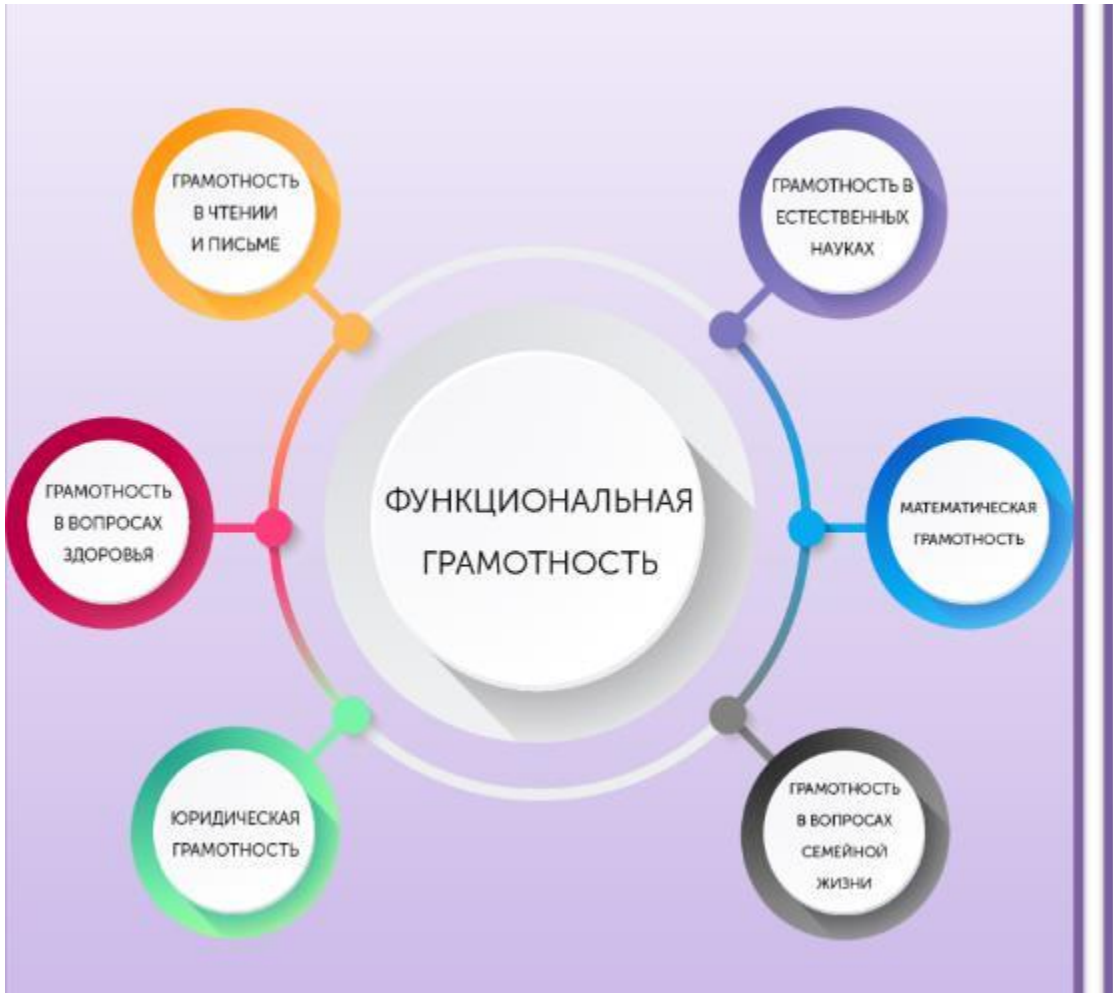 ГРАМОТНОСТЬ
В ЧТЕНИИ
И ПИСЬМЕ
ГРАМОТНОСТЬ В
ЕСТЕСТВЕННЫХ
НАУКАХ
ГРАМОТНОСТЬ
В ВОПРОСАХ
ЗДОРОВЬЯ
ФУНКЦИОНАЛЬНАЯ
ГРАМОТНОСТЬ
МАТЕМАТИЧЕСКАЯ
ГРАМОТНОСТЬ
ЮРИДИЧЕСКАЯ
ГРАМОТНОСТЬ
ГРАМОТНОСТЬ
В ВОПРОСАХ
СЕМЕЙНОЙ
ЖИЗНИ